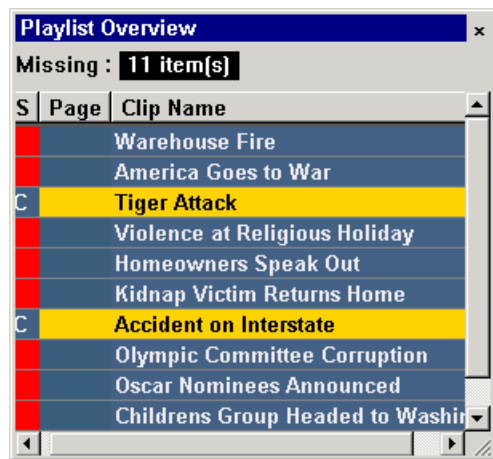 Playlist Overview ×
Missing : 11 item(s)
S Page Clip Name
Warehouse Fire
America Goes to War
C Tiger Attack
Violence at Religious Holiday
Homeowners Speak Out
Kidnap Victim Returns Home
C Accident on Interstate
Olympic Committee Corruption
Oscar Nominees Announced
Childrens Group Headed to